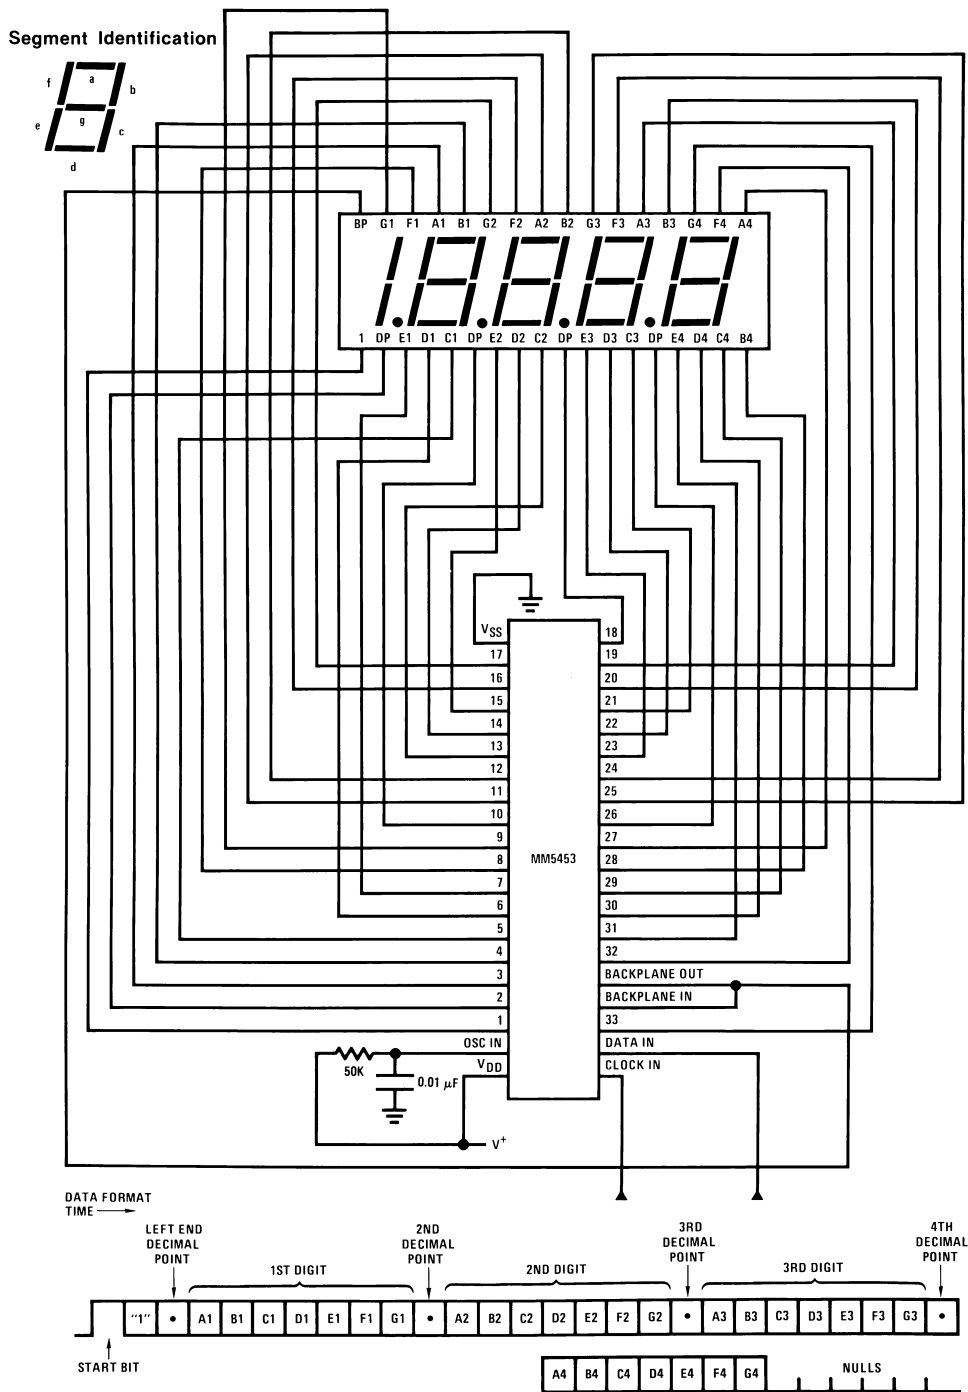 Segment Identification
a
f
b
g
e
c
d
BP G1 F1 A1 B1 G2 F2 A2 B2 G3 F3 A3 B3 G4 F4 A4
1 DP E1 D1 C1 DP E2 D2 C2 DP E3 D3 C3 DP E4 D4 C4 B4
VSS 18
17 19
16 20
15 21
14 22
13 23
12 24
11 25
10 26
9 27
MM5453
8 28
7 29
6 30
5 31
4 32
3 BACKPLANE OUT
2 BACKPLANE IN
1 33
OSC IN DATA IN
VDD CLOCK IN
50K
0.01 μF
V+
DATA FORMAT
TIME
LEFT END
DECIMAL
POINT
2ND
DECIMAL
POINT
3RD
DECIMAL
POINT
4TH
DECIMAL
POINT
1ST DIGIT 2ND DIGIT 3RD DIGIT
"1" • A1 B1 C1 D1 E1 F1 G1 • A2 B2 C2 D2 E2 F2 G2 • A3 B3 C3 D3 E3 F3 G3 •
START BIT
A4 B4 C4 D4 E4 F4 G4 NULLS